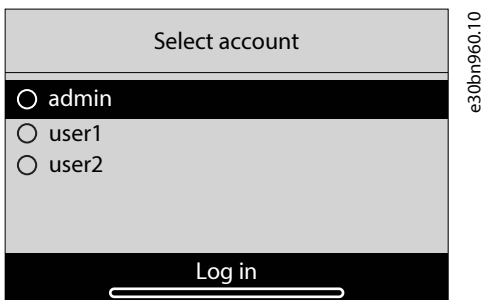 Select account
admin
user1
user2
Log in
e30bn960.10